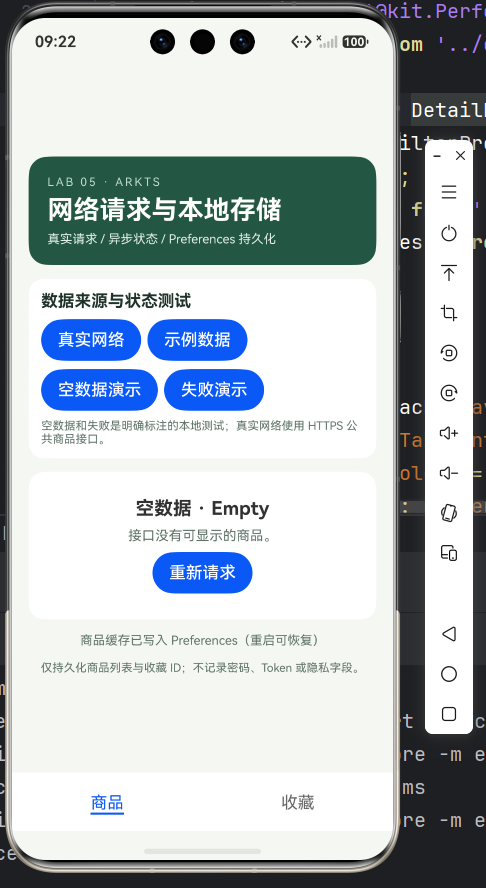 09:22
100
LAB 05 · ARKTS
网络请求与本地存储
真实请求 / 异步状态 / Preferences 持久化
数据来源与状态测试
真实网络 示例数据
空数据演示 失败演示
空数据和失败是明确标注的本地测试；真实网络使用 HTTPS 公
共商品接口。
空数据 · Empty
接口没有可显示的商品。
重新请求
商品缓存已写入 Preferences（重启可恢复）
仅持久化商品列表与收藏 ID；不记录密码、Token 或隐私字段。
商品 收藏
kit.Perf
om '../
Detail
ore -m e
ms
ore -m e